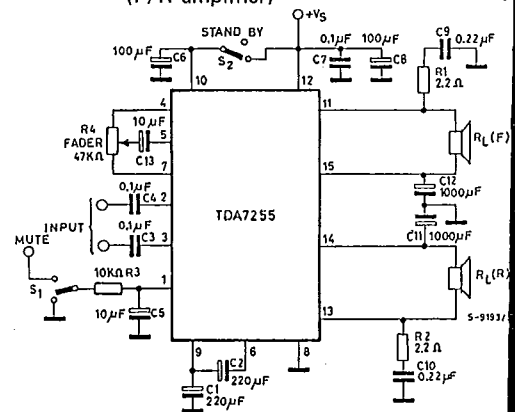 (F/R amplifier)
STAND BY
+Vs
100µF
C6
S2
0,1µF
C7
100µF
C8
C9
0.22µF
R1
2.2Ω
10
12
4
11
10µF
5
C13
R4
FADER
47KΩ
7
15
RL(F)
C12
1000µF
0,1µF
C4
2
TDA7255
INPUT
0,1µF
C3
3
14
C11
1000µF
MUTE
S1
10KΩR3
1
RL(R)
10µF
C5
13
S-9193/
9
6
8
C2
220µF
C1
220µF
R2
2.2Ω
C10
0.22µF